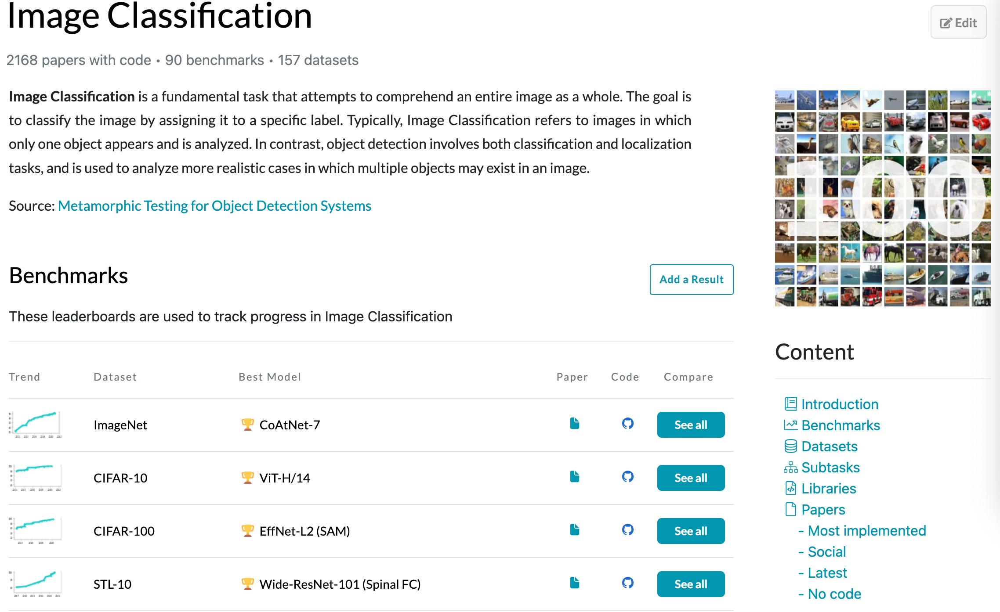 Image Classification
Edit
2168 papers with code • 90 benchmarks • 157 datasets
Image Classification is a fundamental task that attempts to comprehend an entire image as a whole. The goal is
to classify the image by assigning it to a specific label. Typically, Image Classification refers to images in which
only one object appears and is analyzed. In contrast, object detection involves both classification and localization
tasks, and is used to analyze more realistic cases in which multiple objects may exist in an image.
Source: Metamorphic Testing for Object Detection Systems
100
Benchmarks
Add a Result
These leaderboards are used to track progress in Image Classification
Trend Dataset Best Model Paper Code Compare
ImageNet CoAtNet-7 See all
CIFAR-10 ViT-H/14 See all
CIFAR-100 EffNet-L2 (SAM) See all
STL-10 Wide-ResNet-101 (Spinal FC) See all
Content
Introduction
Benchmarks
Datasets
Subtasks
Libraries
Papers
- Most implemented
- Social
- Latest
- No code